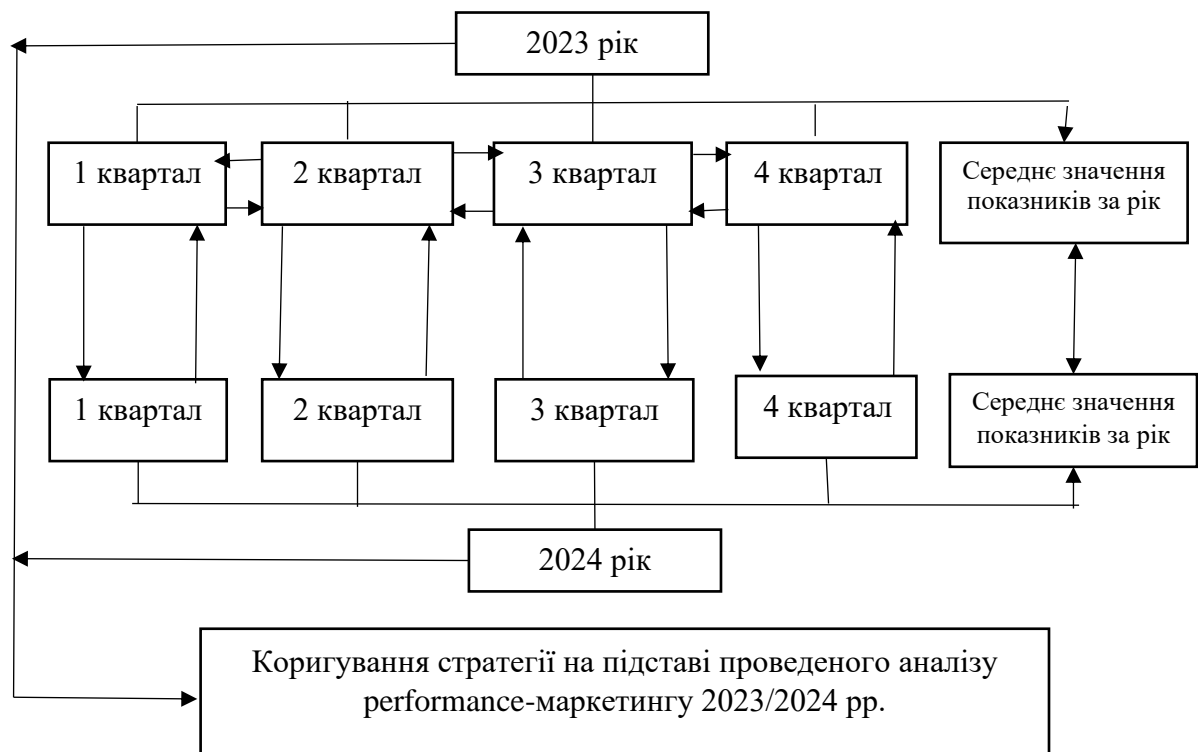 2023 рік
1 квартал
2 квартал
3 квартал
4 квартал
Середнє значення
показників за рік
1 квартал
2 квартал
3 квартал
4 квартал
Середнє значення
показників за рік
2024 рік
Коригування стратегії на підставі проведеного аналізу
performance-маркетингу 2023/2024 рр.